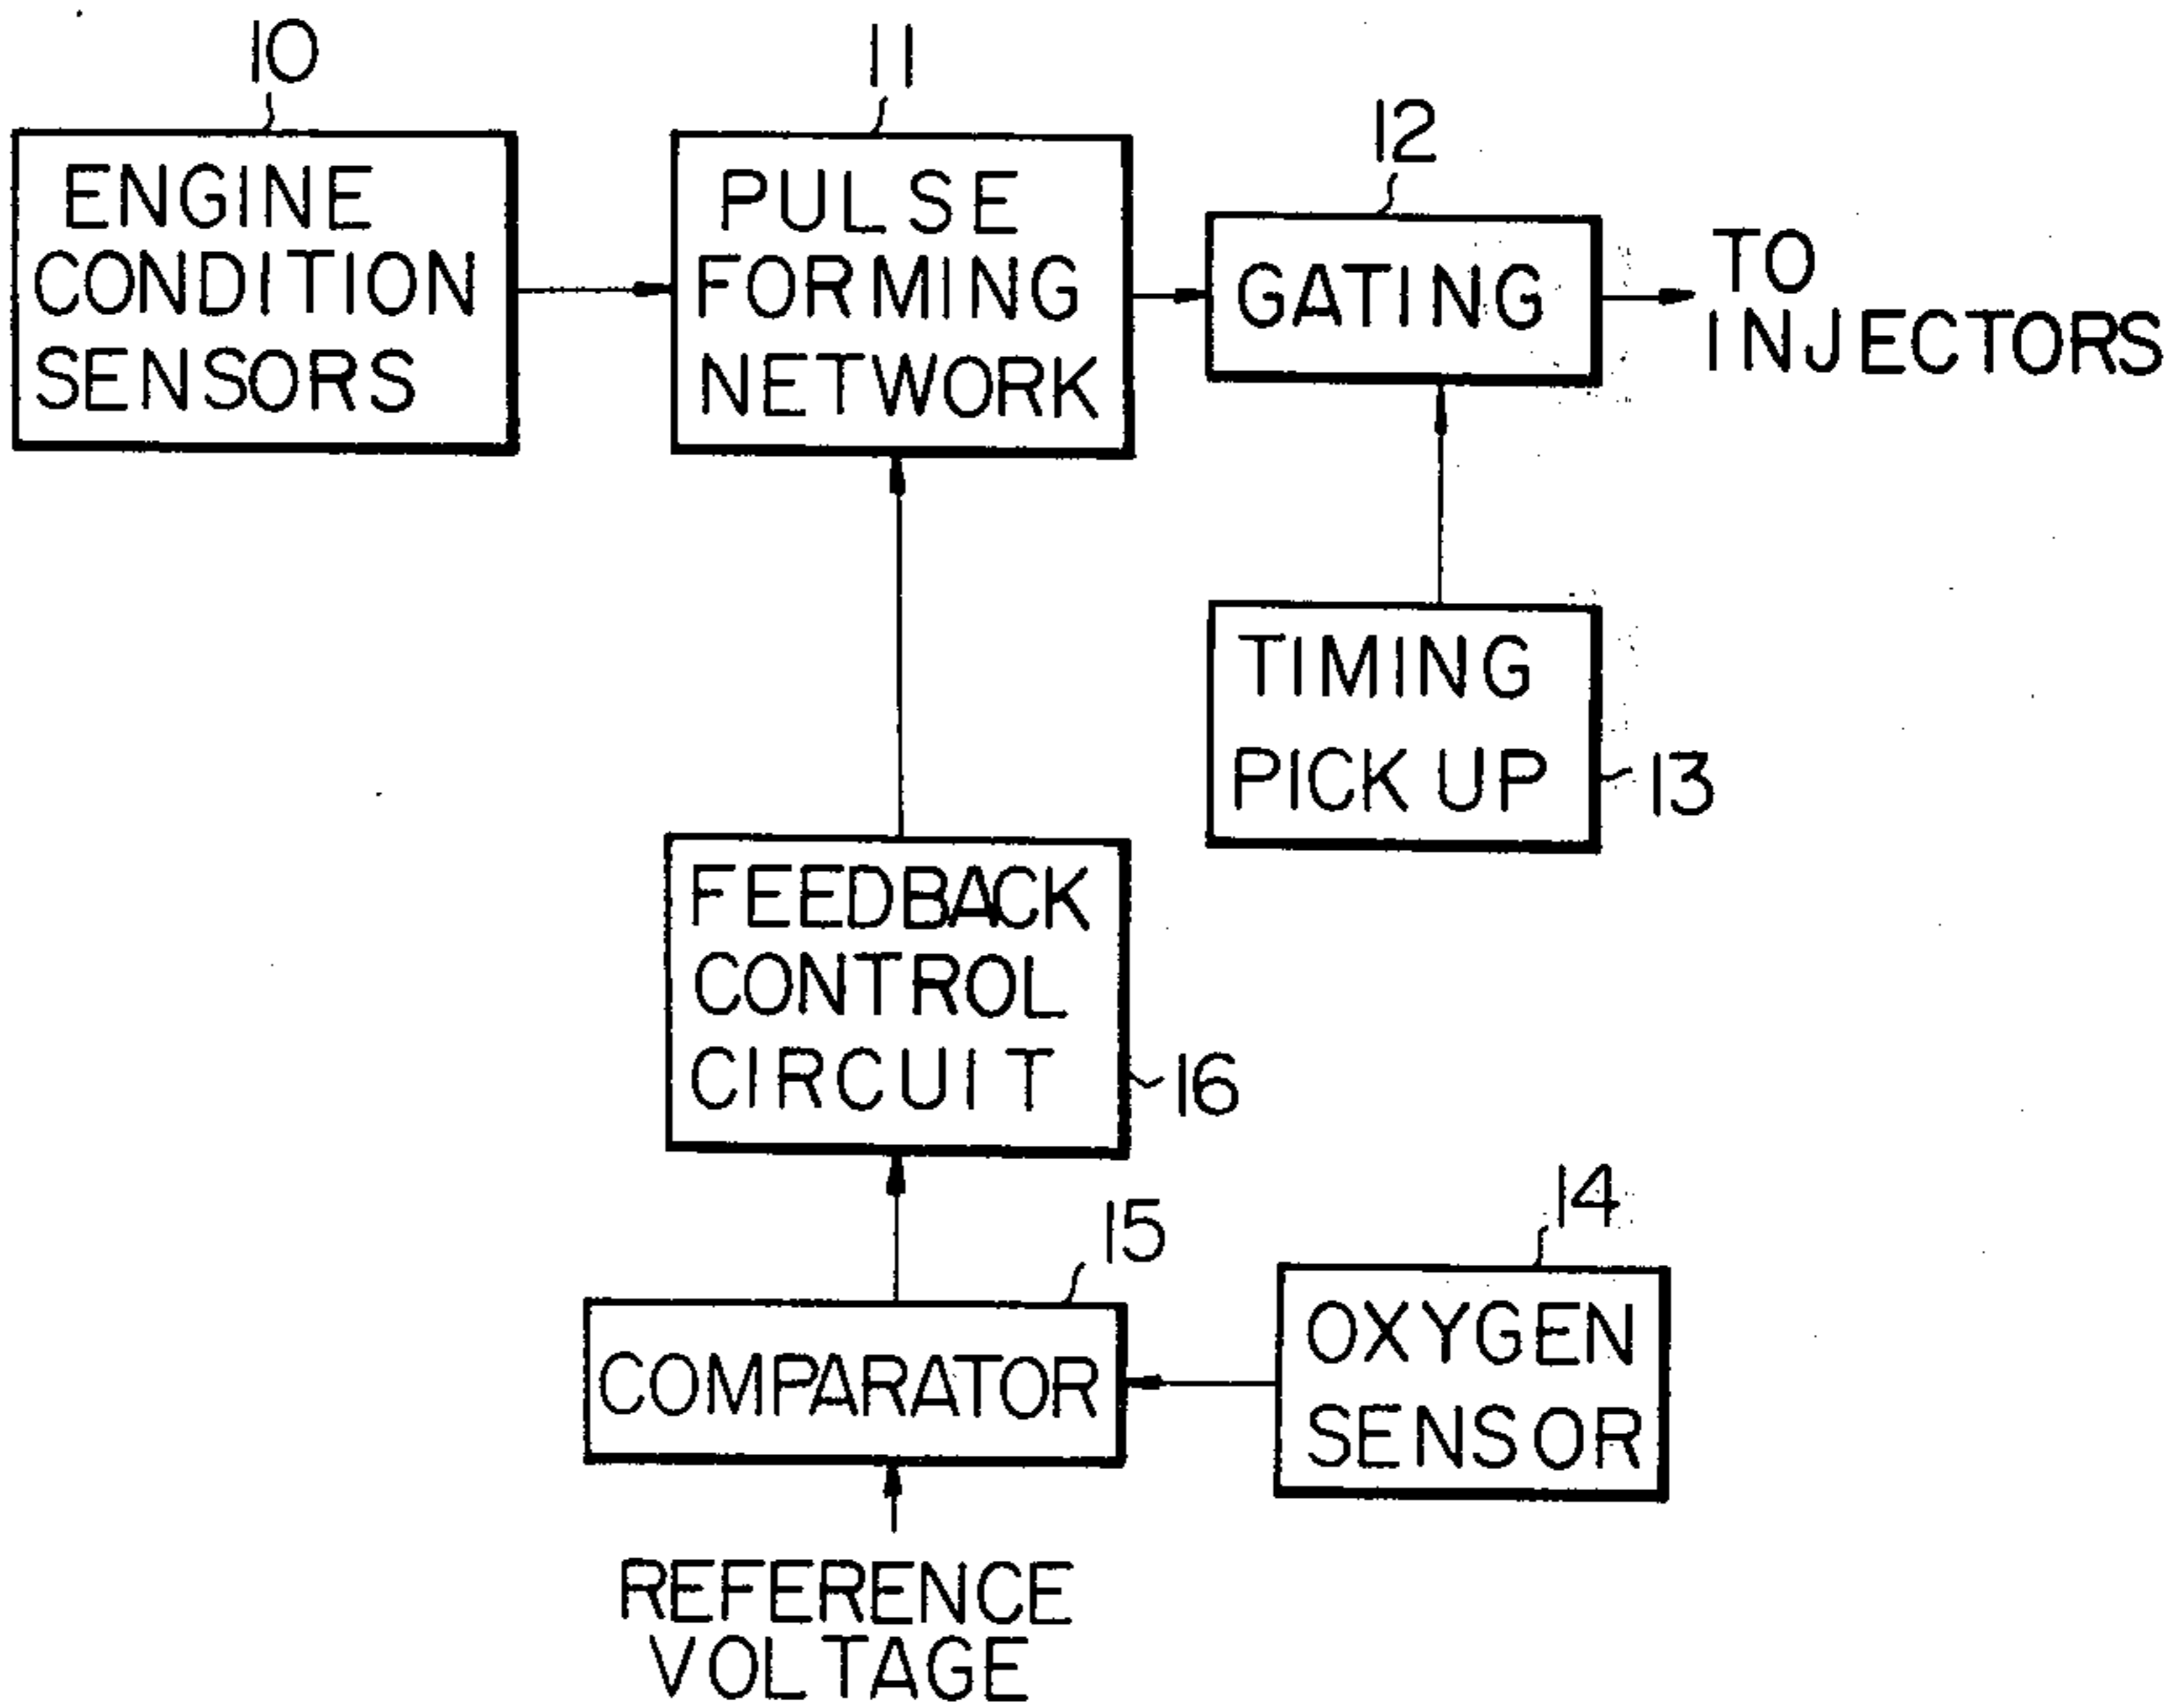 10
ENGINE
CONDITION
SENSORS
11
PULSE
FORMING
NETWORK
12
GATING
TO
INJECTORS
TIMING
PICK UP
13
FEEDBACK
CONTROL
CIRCUIT
16
15
COMPARATOR
14
OXYGEN
SENSOR
REFERENCE
VOLTAGE